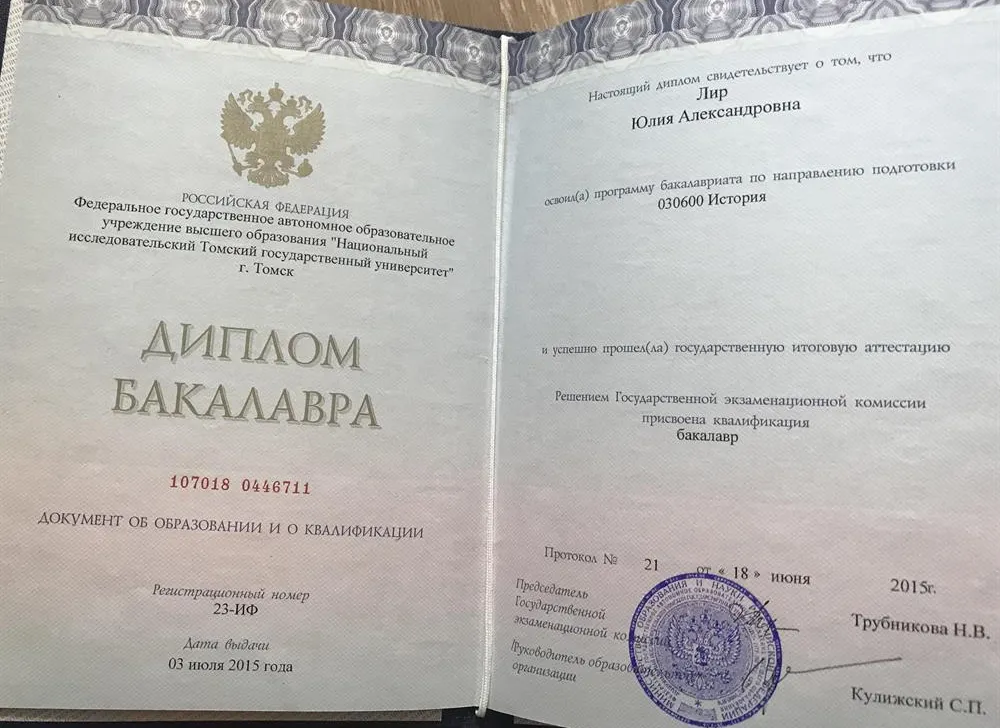 РОССИЙСКАЯ ФЕДЕРАЦИЯ
Федеральное государственное автономное образовательное
учреждение высшего образования "Национальный
исследовательский Томский государственный университет"
г. Томск
ДИПЛОМ
БАКАЛАВРА
107018 0446711
ДОКУМЕНТ ОБ ОБРАЗОВАНИИ И О КВАЛИФИКАЦИИ
Регистрационный номер
23-ИФ
Дата выдачи
03 июля 2015 года
Настоящий диплом свидетельствует о том, что
Лир
Юлия Александровна
освоил(а) программу бакалавриата по направлению подготовки
030600 История
и успешно прошел(ла) государственную итоговую аттестацию
Решением Государственной экзаменационной комиссии
присвоена квалификация
бакалавр
Протокол № 21 от « 18 » июня 2015г.
Председатель
Государственной
экзаменационной
Трубникова Н.В.
Руководитель
организации
Кулижский С.П.
ОБРАЗОВАНИЯ И НАУКИ